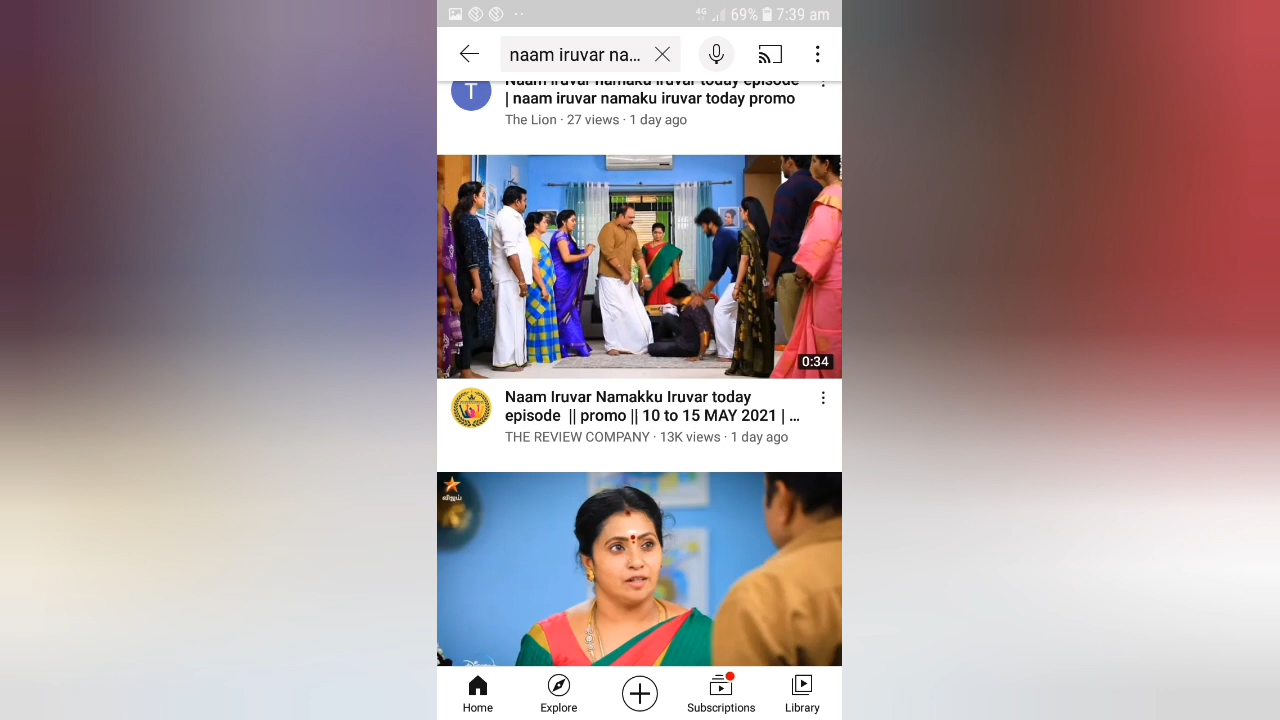 4G 69% 7:39 am
naam iruvar na...
Naam iruvar namaku iruvar today episode
| naam iruvar namaku iruvar today promo
T
The Lion · 27 views · 1 day ago
0:34
Naam Iruvar Namakku Iruvar today
episode || promo || 10 to 15 MAY 2021 | ...
THE REVIEW COMPANY · 13K views · 1 day ago
விஜய்
Home Explore Subscriptions Library